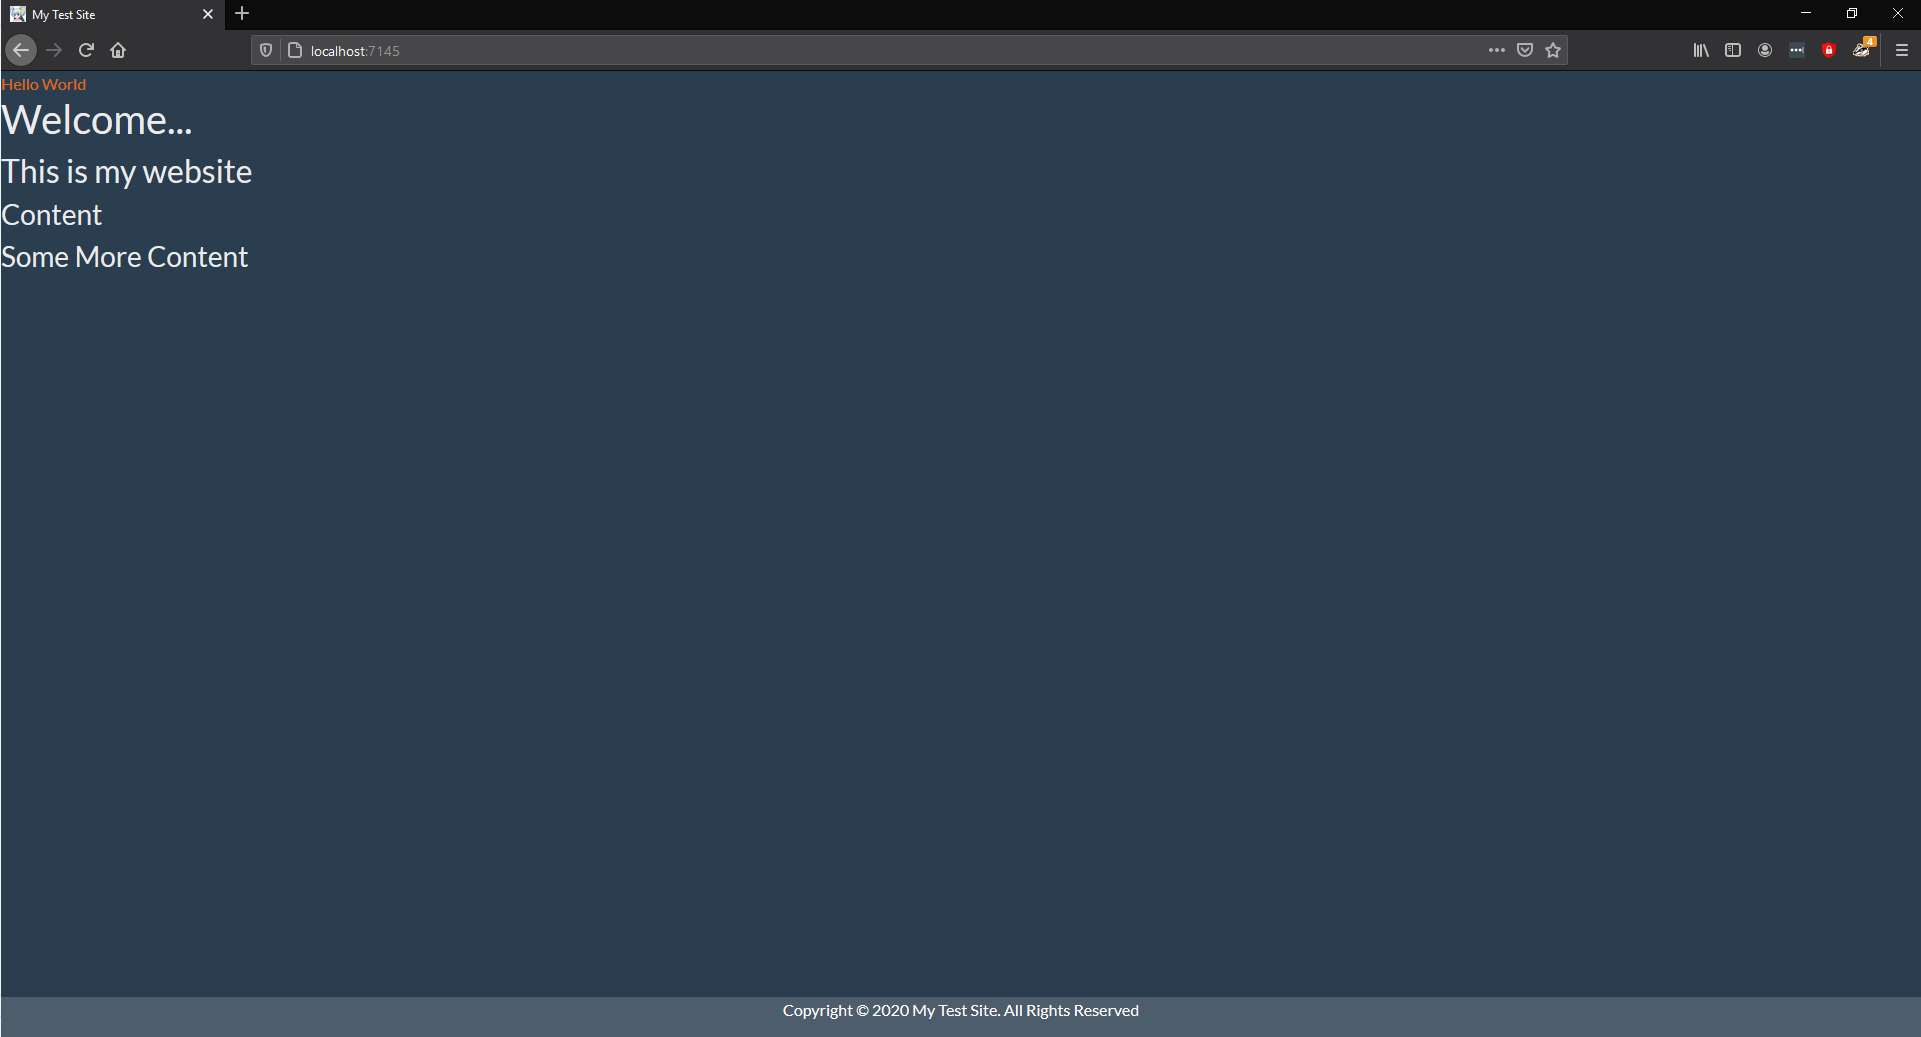 My Test Site
localhost:7145
4
Hello World
Welcome...
This is my website
Content
Some More Content
Copyright © 2020 My Test Site. All Rights Reserved